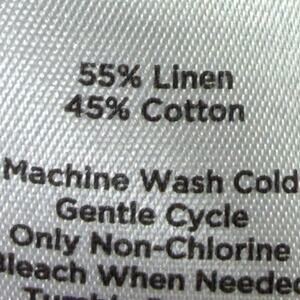 55% Linen
45% Cotton
Machine Wash Cold
Gentle Cycle
Only Non-Chlorine
Bleach When Needed